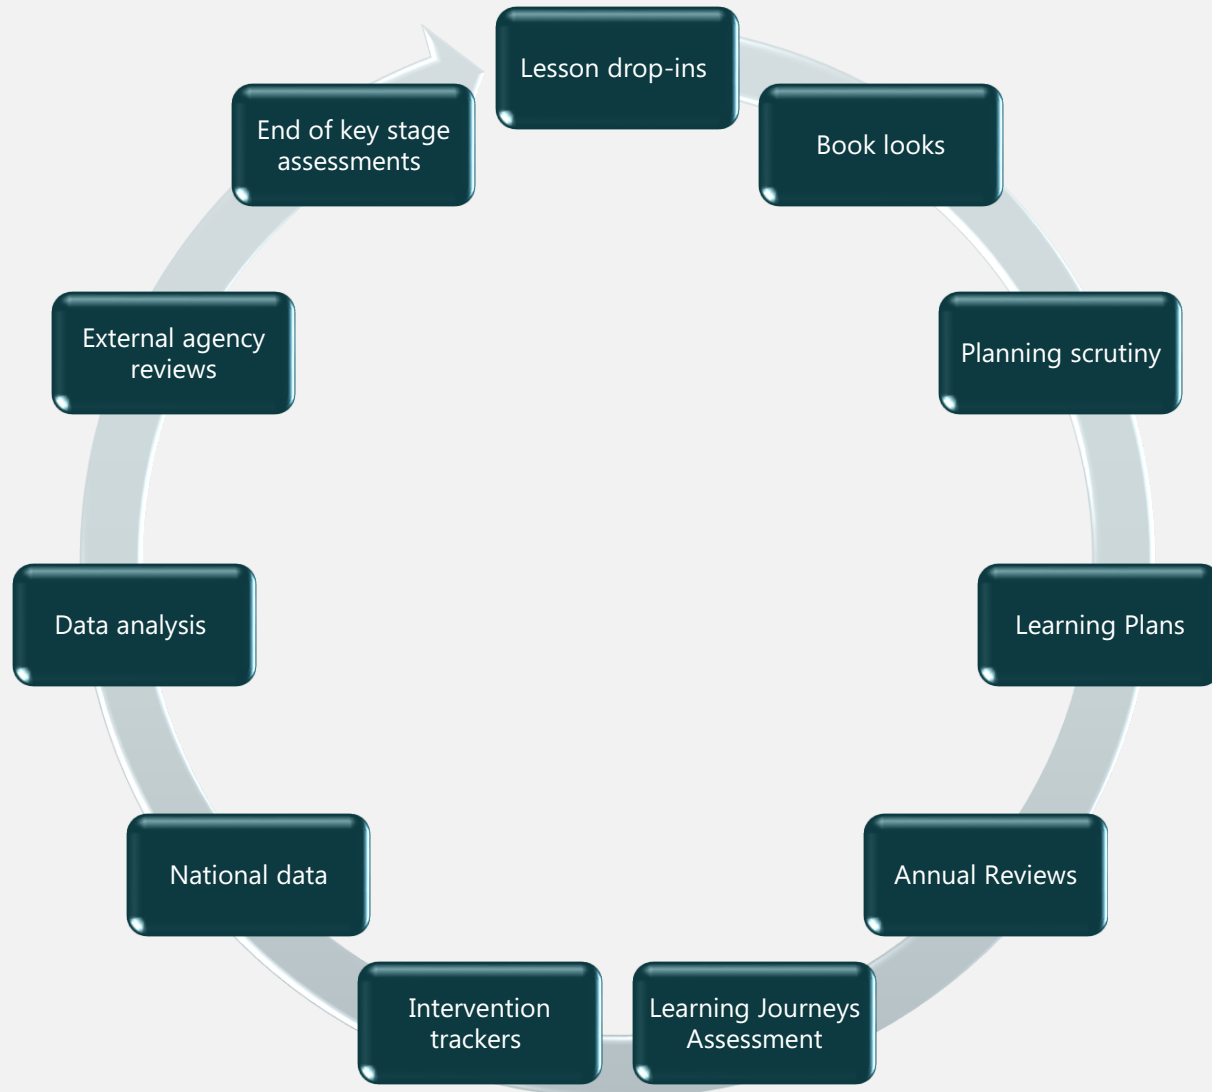 Lesson drop-ins
Book looks
Planning scrutiny
Learning Plans
Annual Reviews
Learning Journeys
Assessment
Intervention
trackers
National data
Data analysis
External agency
reviews
End of key stage
assessments